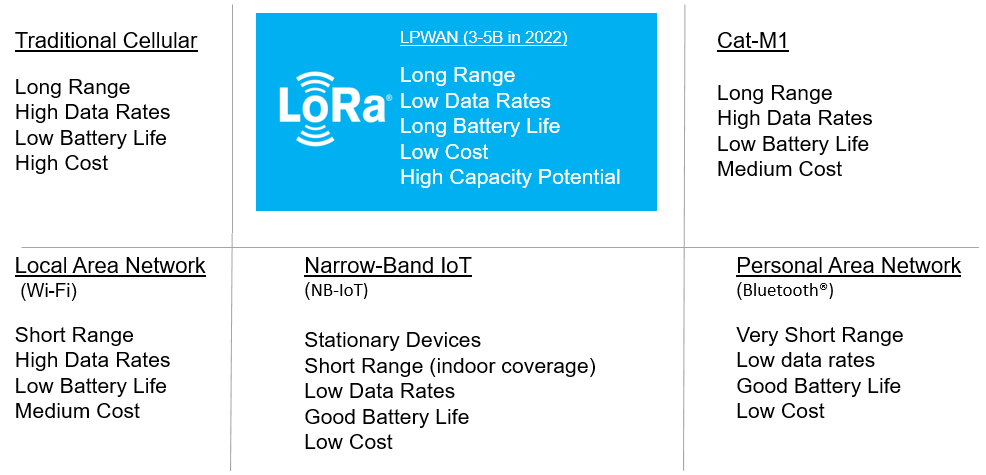 Traditional Cellular
Long Range
High Data Rates
Low Battery Life
High Cost
LoRa®
LPWAN (3-5B in 2022)
Long Range
Low Data Rates
Long Battery Life
Low Cost
High Capacity Potential
Cat-M1
Long Range
High Data Rates
Low Battery Life
Medium Cost
Local Area Network
(Wi-Fi)
Short Range
High Data Rates
Low Battery Life
Medium Cost
Narrow-Band IoT
(NB-IoT)
Stationary Devices
Short Range (indoor coverage)
Low Data Rates
Good Battery Life
Low Cost
Personal Area Network
(Bluetooth®)
Very Short Range
Low data rates
Good Battery Life
Low Cost